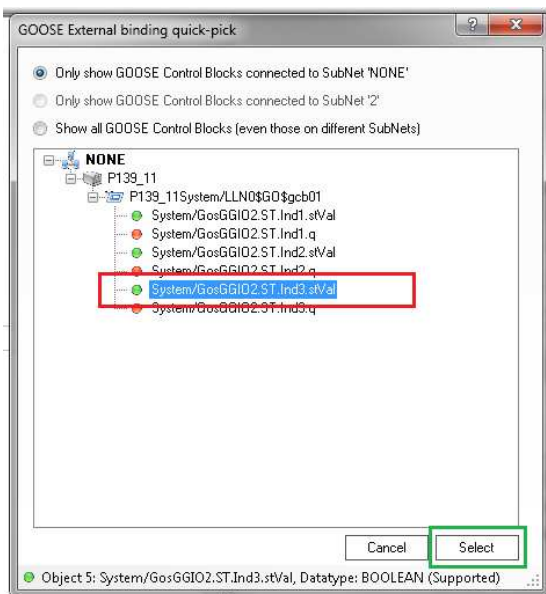 GOOSE External binding quick-pick
Only show GOOSE Control Blocks connected to SubNet 'NONE'
Only show GOOSE Control Blocks connected to SubNet '2'
Show all GOOSE Control Blocks (even those on different SubNets)
NONE
P139_11
P139_11System/LLN0$GO$gcb01
System/GosGGIO2.ST.Ind1.stVal
System/GosGGIO2.ST.Ind1.q
System/GosGGIO2.ST.Ind2.stVal
System/GosGGIO2.ST.Ind2.q
System/GosGGIO2.ST.Ind3.stVal
System/GosGGIO2.ST.Ind3.q
Cancel Select
Object 5: System/GosGGIO2.ST.Ind3.stVal, Datatype: BOOLEAN (Supported)